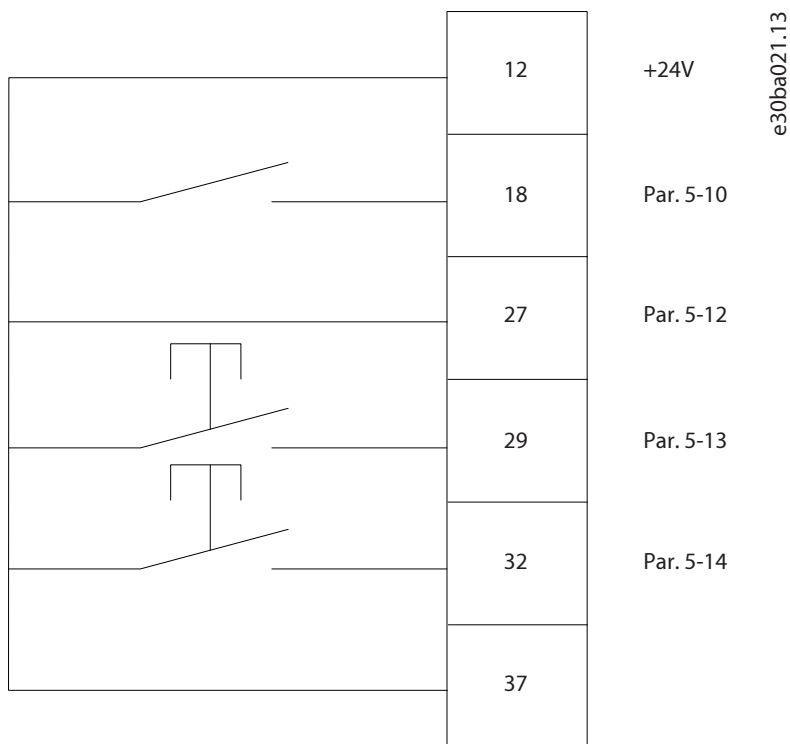 12 +24V
18 Par. 5-10
27 Par. 5-12
29 Par. 5-13
32 Par. 5-14
37
e30ba021.13